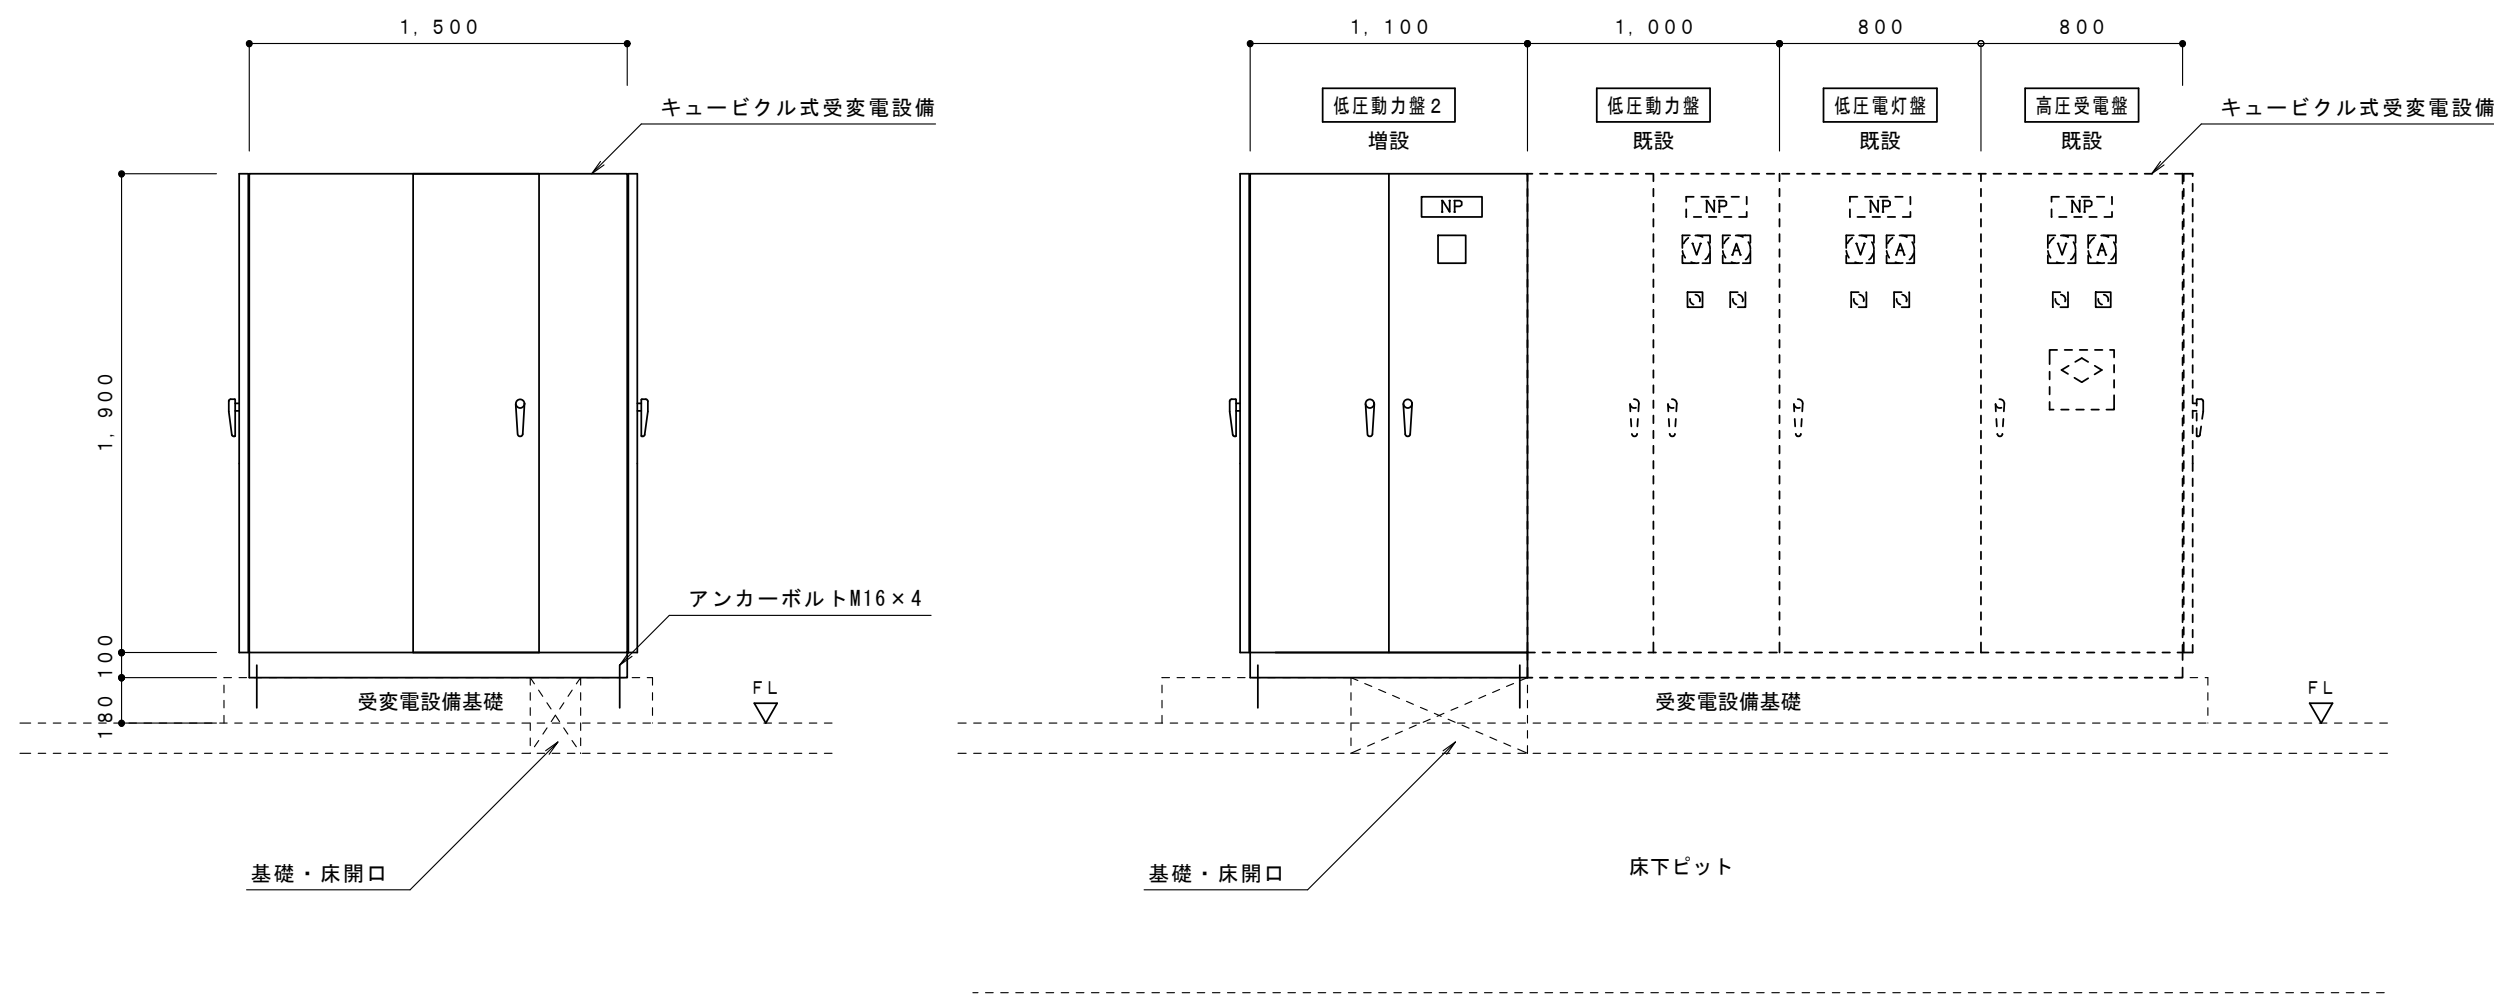 1,500
キュービクル式受変電設備
1,900
100
180
アンカーボルトM16×4
受変電設備基礎
FL
基礎・床開口
1,100
1,000
800
800
低圧動力盤2
増設
低圧動力盤
既設
低圧電灯盤
既設
高圧受電盤
既設
キュービクル式受変電設備
NP
NP
NP
NP
V A
V A
V A
受変電設備基礎
FL
基礎・床開口
床下ピット